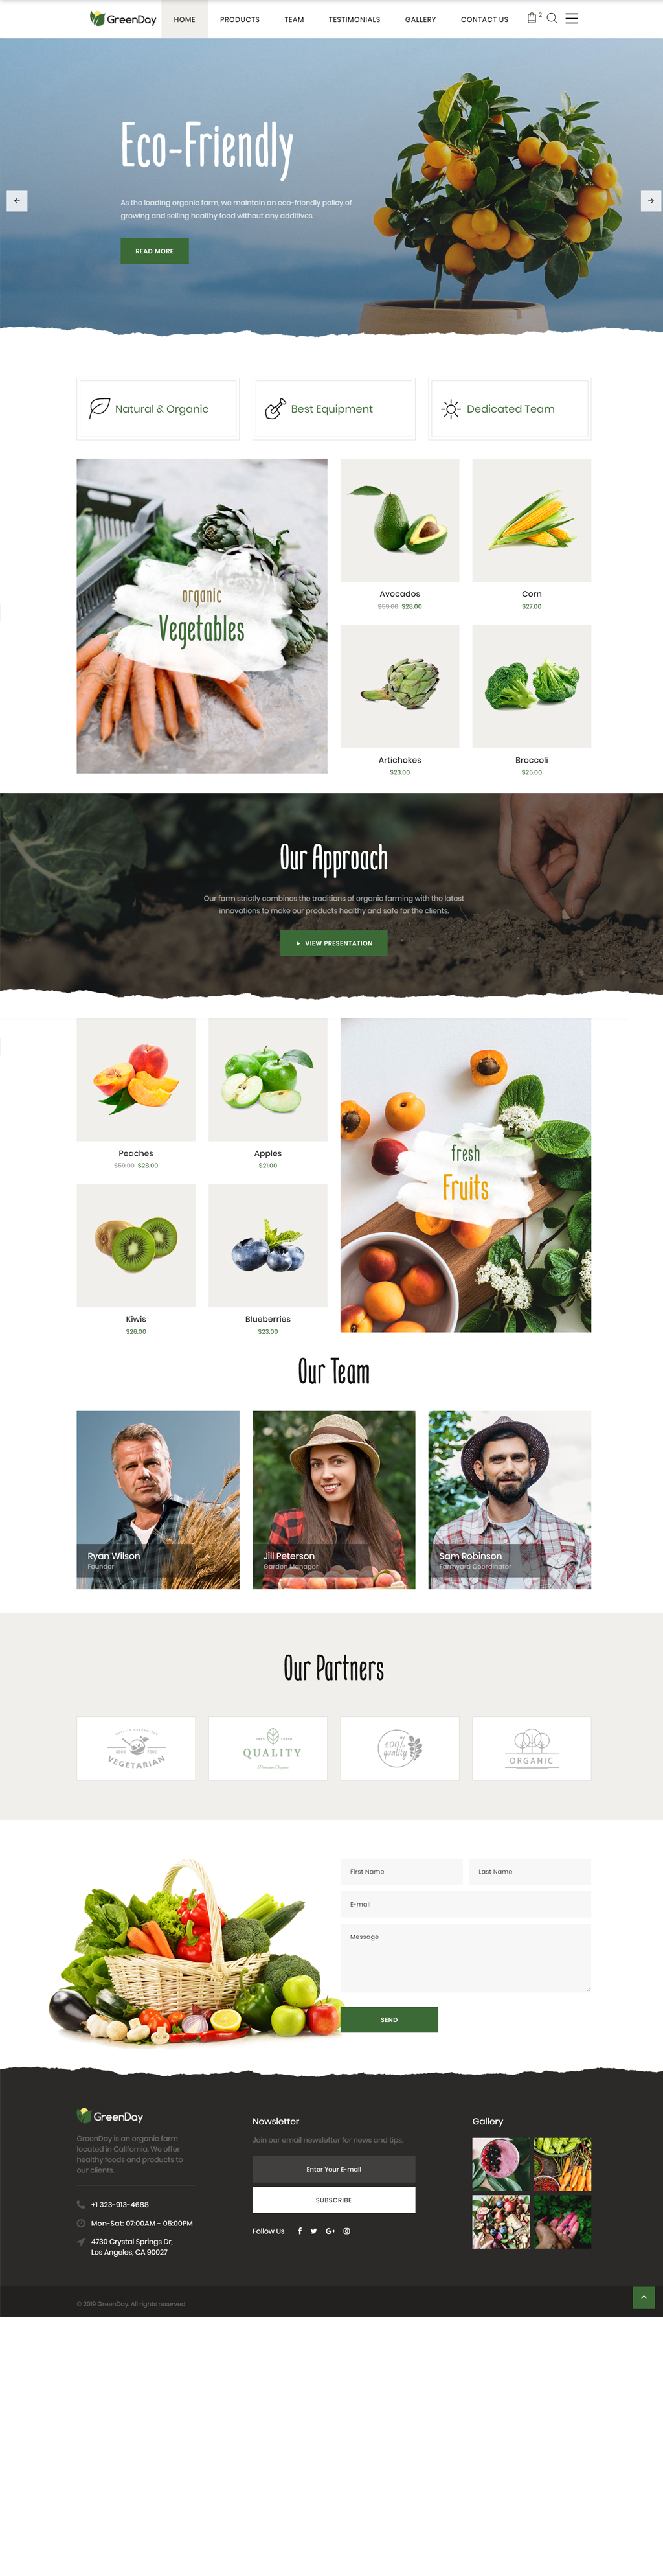 GreenDay
HOME
PRODUCTS
TEAM
TESTIMONIALS
GALLERY
CONTACT US
2
Eco-Friendly
As the leading organic farm, we maintain an eco-friendly policy of
growing and selling healthy food without any additives.
READ MORE
Natural & Organic
Best Equipment
Dedicated Team
organic
Vegetables
Avocados
$59.00 $28.00
Corn
$27.00
Artichokes
$23.00
Broccoli
$25.00
Our Approach
Our farm strictly combines the traditions of organic farming with the latest
innovations to make our products healthy and safe for the clients.
VIEW PRESENTATION
Peaches
$59.00 $28.00
Apples
$21.00
fresh
Fruits
Kiwis
$26.00
Blueberries
$23.00
Our Team
Ryan Wilson
Founder
Jill Peterson
Garden Manager
Sam Robinson
Farmyard Coordinator
Our Partners
GOOD FOOD
VEGETARIAN
100% FRESH
QUALITY
Premium Organic
100%
quality
ORGANIC
First Name
Last Name
E-mail
Message
SEND
GreenDay
GreenDay is an organic farm
located in California. We offer
healthy foods and products to
our clients.
+1 323-913-4688
Mon-Sat: 07:00AM - 05:00PM
4730 Crystal Springs Dr,
Los Angeles, CA 90027
Newsletter
Join our email newsletter for news and tips.
Enter Your E-mail
SUBSCRIBE
Follow Us
Gallery
© 2019 GreenDay. All rights reserved